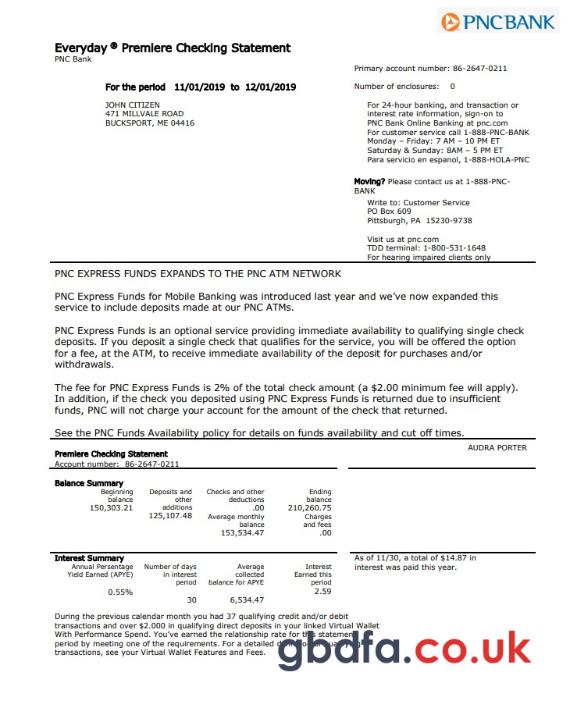 PNCBANK
Everyday ® Premiere Checking Statement
PNC Bank
Primary account number: 86-2647-0211
For the period 11/01/2019 to 12/01/2019
Number of enclosures: 0
JOHN CITIZEN
471 MILLVALE ROAD
BUCKSPORT, ME 04416
For 24-hour banking, and transaction or
interest rate information, sign-on to
PNC Bank Online Banking at pnc.com
For customer service call 1-888-PNC-BANK
Monday – Friday: 7 AM – 10 PM ET
Saturday & Sunday: 8AM – 5 PM ET
Para servicio en espanol, 1-888-HOLA-PNC
Moving? Please contact us at 1-888-PNC-
BANK
Write to: Customer Service
PO Box 609
Pittsburgh, PA 15230-9738
Visit us at pnc.com
TDD terminal: 1-800-531-1648
For hearing impaired clients only
PNC EXPRESS FUNDS EXPANDS TO THE PNC ATM NETWORK
PNC Express Funds for Mobile Banking was introduced last year and we've now expanded this
service to include deposits made at our PNC ATMs.
PNC Express Funds is an optional service providing immediate availability to qualifying single check
deposits. If you deposit a single check that qualifies for the service, you will be offered the option
for a fee, at the ATM, to receive immediate availability of the deposit for purchases and/or
withdrawals.
The fee for PNC Express Funds is 2% of the total check amount (a $2.00 minimum fee will apply).
In addition, if the check you deposited using PNC Express Funds is returned due to insufficient
funds, PNC will not charge your account for the amount of the check that returned.
See the PNC Funds Availability policy for details on funds availability and cut off times.
Premiere Checking Statement
Account number: 86-2647-0211
AUDRA PORTER
Balance Summary
Beginning balance Deposits and other additions Checks and other deductions Ending balance
150,303.21 125,107.48 .00 210,260.75
Average monthly balance Charges and fees
153,534.47 .00
Interest Summary
As of 11/30, a total of $14.87 in
interest was paid this year.
Annual Persentage Yield Earned (APYE) Number of days in interest period Average collected balance for APYE Interest Earned this period
0.55% 30 6,534.47 2.59
During the previous calendar month you had 37 qualifying credit and/or debit
transactions and over $2.000 in qualifying direct deposits in your linked Virtual Wallet
With Performance Spend. You've earned the relationship rate for this statement
period by meeting one of the requirements. For a detailed
transactions, see your Virtual Wallet Features and Fees.
gbdfa.co.uk